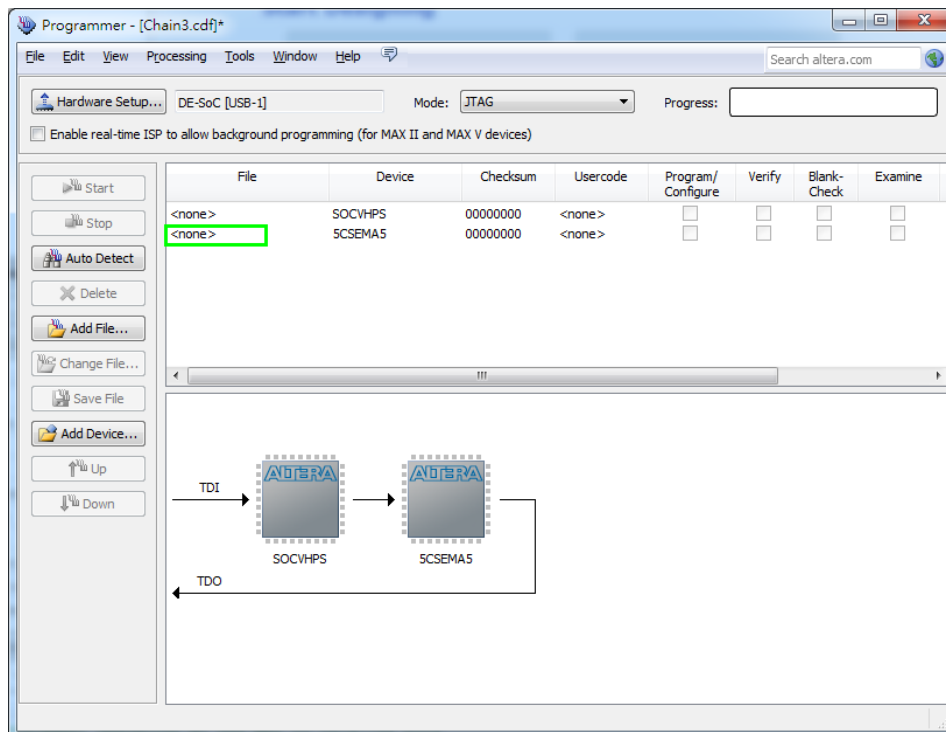 Programmer - [Chain3.cdf]*
File Edit View Processing Tools Window Help
Search altera.com
Hardware Setup... DE-SoC [USB-1] Mode: JTAG Progress:
Enable real-time ISP to allow background programming (for MAX II and MAX V devices)
File Device Checksum Usercode Program/ Configure Verify Blank- Check Examine
<none> SOCVHPS 00000000 <none>
<none> 5CSEMA5 00000000 <none>
Start
Stop
Auto Detect
Delete
Add File...
Change File...
Save File
Add Device...
Up
Down
ALTERA ALTERA
TDI
SOCVHPS 5CSEMA5
TDO